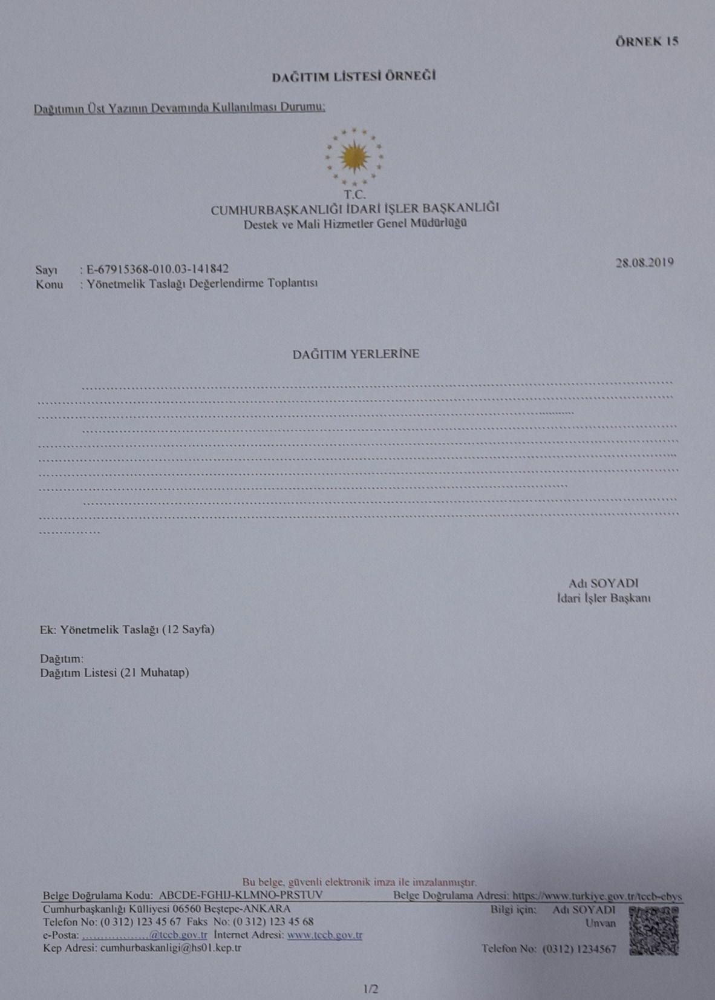 ÖRNEK 15
DAĞITIM LİSTESİ ÖRNEĞİ
Dağıtımın Üst Yazının Devamında Kullanılması Durumu:
T.C.
CUMHURBAŞKANLIĞI İDARİ İŞLER BAŞKANLIĞI
Destek ve Mali Hizmetler Genel Müdürlüğü
Sayı : E-67915368-010.03-141842 28.08.2019
Konu : Yönetmelik Taslağı Değerlendirme Toplantısı
DAĞITIM YERLERİNE
Adı SOYADI
İdari İşler Başkanı
Ek: Yönetmelik Taslağı (12 Sayfa)
Dağıtım:
Dağıtım Listesi (21 Muhatap)
Bu belge, güvenli elektronik imza ile imzalanmıştır.
Belge Doğrulama Kodu: ABCDE-FGHIJ-KLMNO-PRSTUV Belge Doğrulama Adresi: https://www.turkiye.gov.tr/tccb-ebys
Cumhurbaşkanlığı Külliyesi 06560 Beştepe-ANKARA Bilgi için: Adı SOYADI
Telefon No: (0 312) 123 45 67 Faks No: (0 312) 123 45 68 Unvan
e-Posta: ...................@tccb.gov.tr İnternet Adresi: www.tccb.gov.tr
Kep Adresi: cumhurbaskanligi@hs01.kep.tr Telefon No: (0312) 1234567
1/2